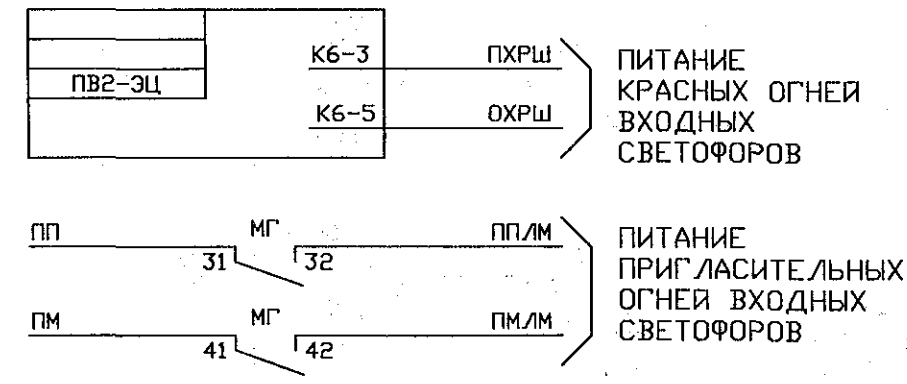 К6-3 ПХРШ
ПВ2-ЭЦ
К6-5 ОХРШ
ПИТАНИЕ
КРАСНЫХ ОГНЕЙ
ВХОДНЫХ
СВЕТОФОРОВ
ПП МГ ППЛМ
31 32
ПМ МГ ПМЛМ
41 42
ПИТАНИЕ
ПРИГЛАСИТЕЛЬНЫХ
ОГНЕЙ ВХОДНЫХ
СВЕТОФОРОВ